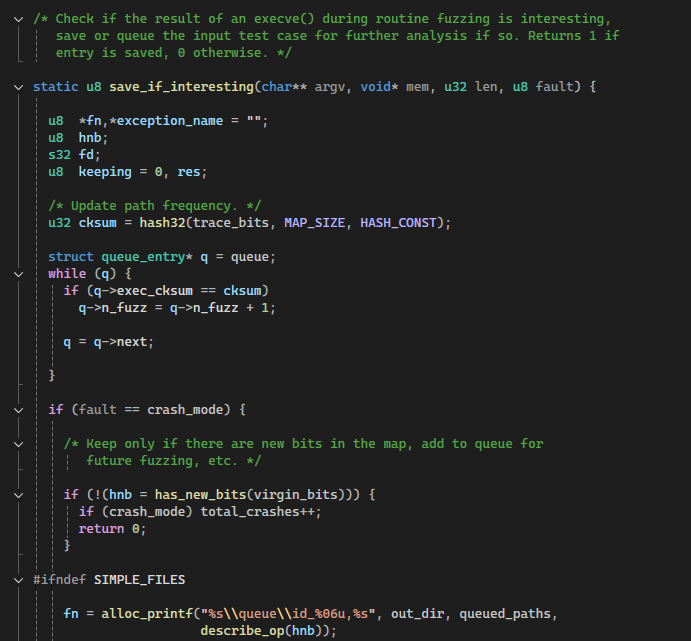 /* Check if the result of an execve() during routine fuzzing is interesting,
save or queue the input test case for further analysis if so. Returns 1 if
entry is saved, 0 otherwise. */
static u8 save_if_interesting(char** argv, void* mem, u32 len, u8 fault) {
u8 *fn,*exception_name = "";
u8 hnb;
s32 fd;
u8 keeping = 0, res;
/* Update path frequency. */
u32 cksum = hash32(trace_bits, MAP_SIZE, HASH_CONST);
struct queue_entry* q = queue;
while (q) {
if (q->exec_cksum == cksum)
q->n_fuzz = q->n_fuzz + 1;
q = q->next;
}
if (fault == crash_mode) {
/* Keep only if there are new bits in the map, add to queue for
future fuzzing, etc. */
if (!(hnb = has_new_bits(virgin_bits))) {
if (crash_mode) total_crashes++;
return 0;
}
#ifndef SIMPLE_FILES
fn = alloc_printf("%s\\queue\\id_%06u,%s", out_dir, queued_paths,
describe_op(hnb));